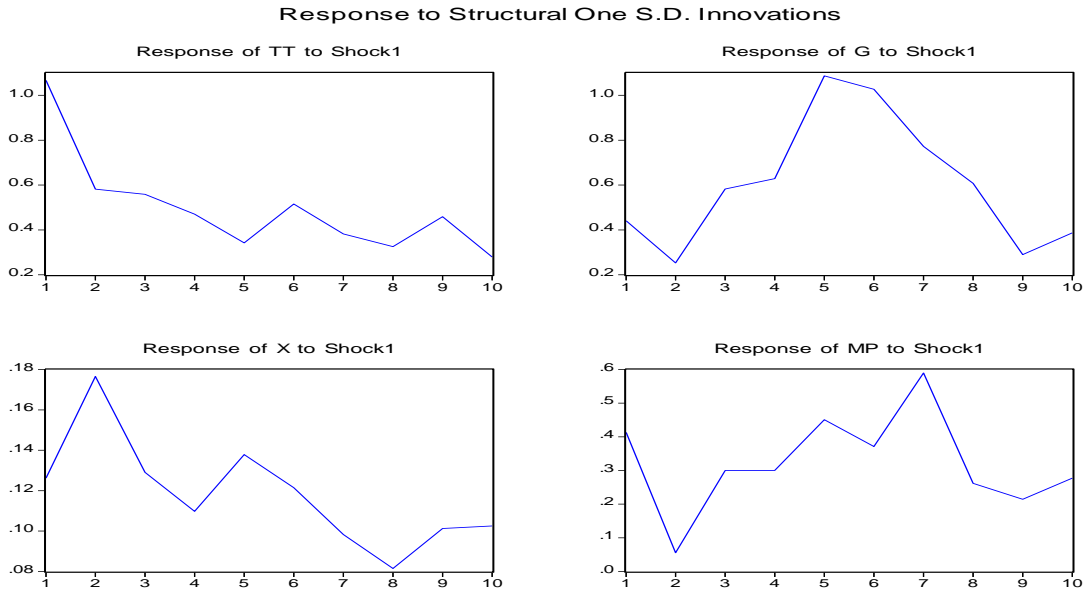 Response to Structural One S.D. Innovations
Response of TT to Shock1
1.0
0.8
0.6
0.4
0.2
1 2 3 4 5 6 7 8 9 10
Response of G to Shock1
1.0
0.8
0.6
0.4
0.2
1 2 3 4 5 6 7 8 9 10
Response of X to Shock1
.18
.16
.14
.12
.10
.08
1 2 3 4 5 6 7 8 9 10
Response of MP to Shock1
.6
.5
.4
.3
.2
.1
.0
1 2 3 4 5 6 7 8 9 10